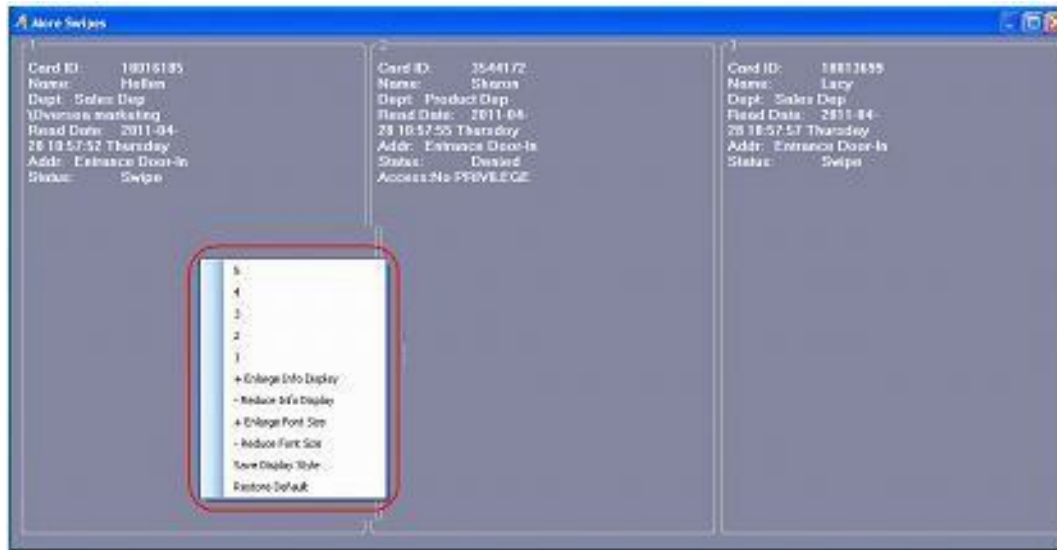 More Swipes
1
Card ID: 18016185
Name: Hellen
Dept: Sales Dep
\Oversea marketing
Read Date: 2011-04-
28 10:57:52 Thursday
Addr: Entrance Door-In
Status: Swipe
2
Card ID: 3544172
Name: Sharon
Dept: Product Dep
Read Date: 2011-04-
28 10:57:55 Thursday
Addr: Entrance Door-In
Status: Denied
Access:No PRIVILEGE
3
Card ID: 18013699
Name: Lucy
Dept: Sales Dep
Read Date: 2011-04-
28 10:57:57 Thursday
Addr: Entrance Door-In
Status: Swipe
5
4
3
2
1
+ Enlarge Info Display
- Reduce Info Display
+ Enlarge Font Size
- Reduce Font Size
Save Display Style
Restore Default